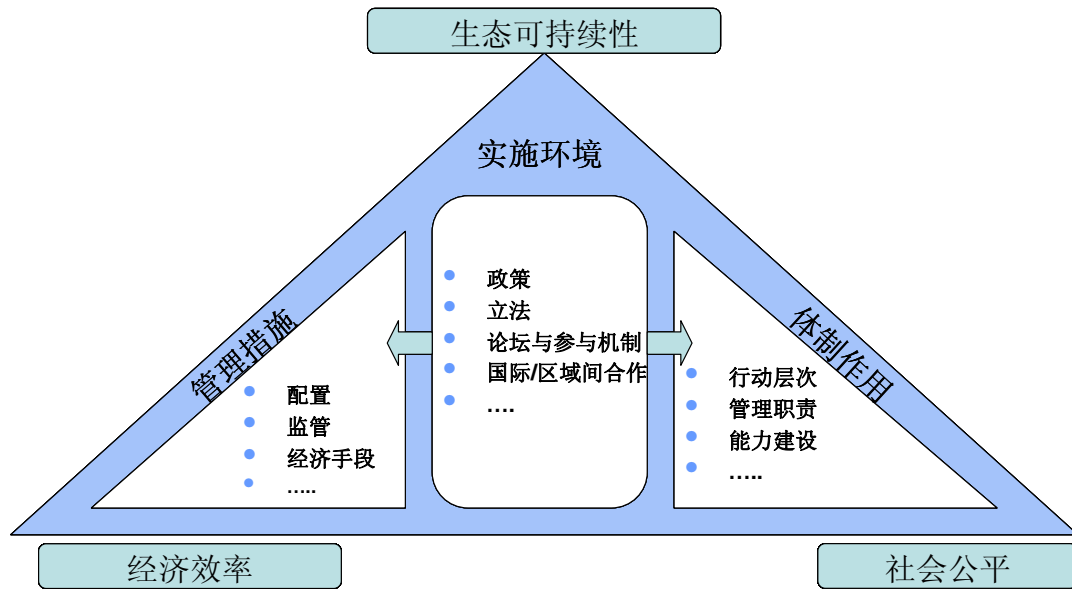 生态可持续性
实施环境
政策
立法
论坛与参与机制
国际/区域间合作
….
管理措施
配置
监管
经济手段
…..
体制作用
行动层次
管理职责
能力建设
…..
经济效率
社会公平